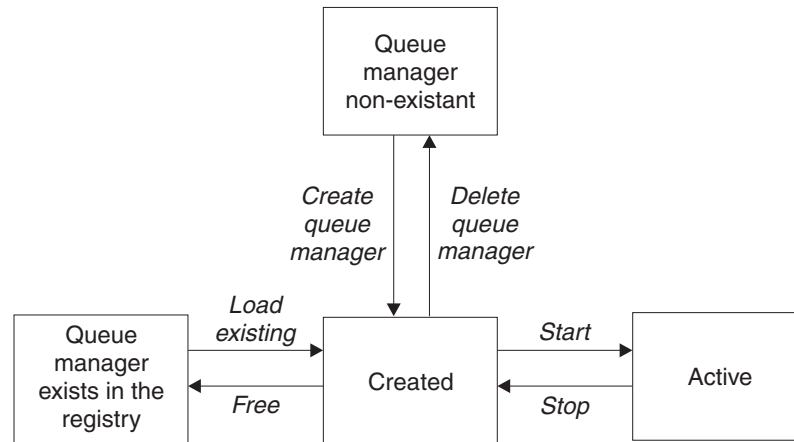 Queue
manager
non-existant
Create
queue
manager
Delete
queue
manager
Load
existing
Queue
manager
exists in the
registry
Free
Created
Start
Stop
Active